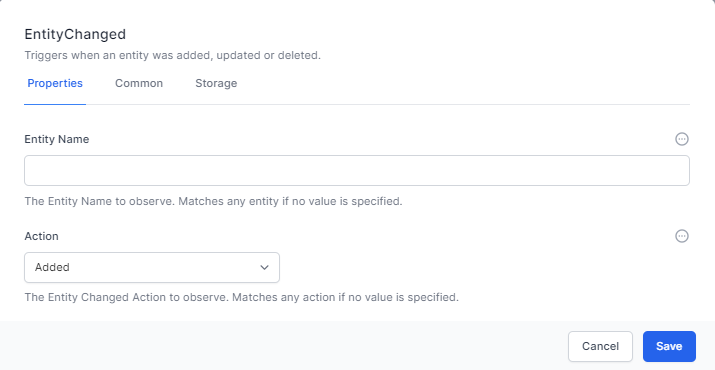 EntityChanged
Triggers when an entity was added, updated or deleted.
Properties Common Storage
Entity Name
The Entity Name to observe. Matches any entity if no value is specified.
Action
Added
The Entity Changed Action to observe. Matches any action if no value is specified.
Cancel Save